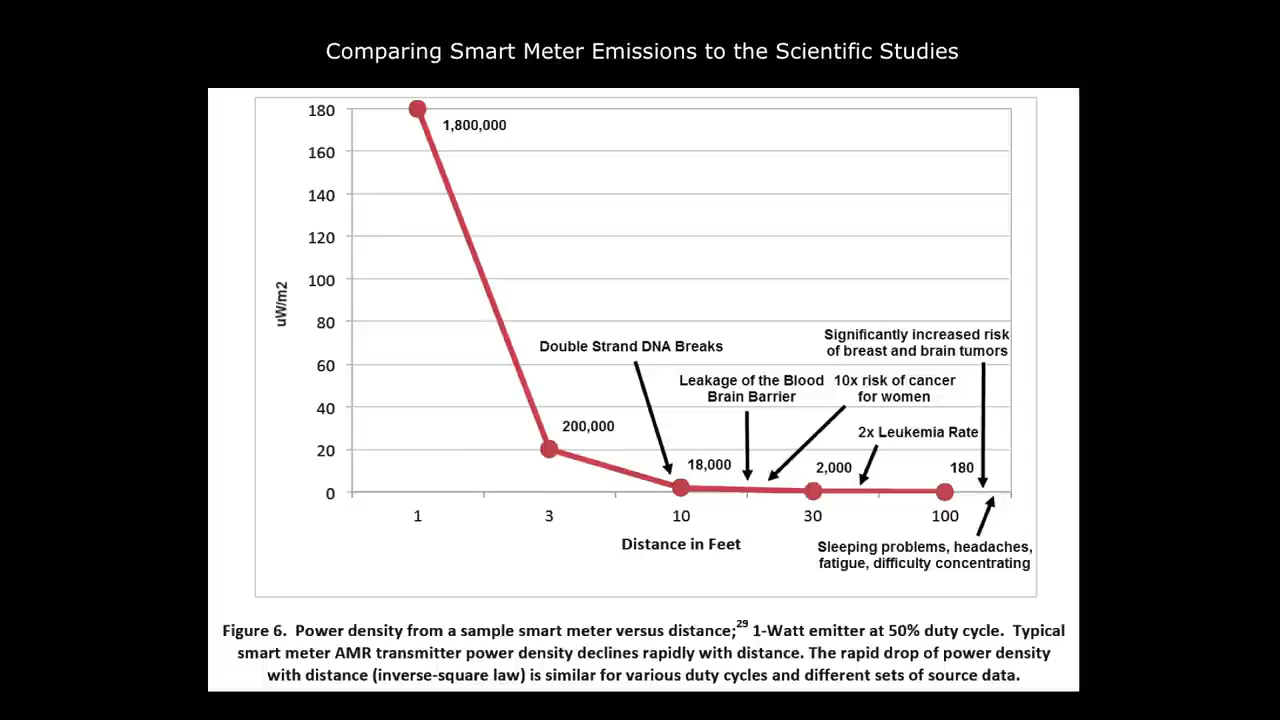 Comparing Smart Meter Emissions to the Scientific Studies
180
1,800,000
160
140
120
100
uW/m2
80
Significantly increased risk
of breast and brain tumors
Double Strand DNA Breaks
60
Leakage of the Blood
Brain Barrier
10x risk of cancer
for women
40
200,000
2x Leukemia Rate
20
18,000
2,000
180
0
1
3
10
30
100
Distance in Feet
Sleeping problems, headaches,
fatigue, difficulty concentrating
Figure 6. Power density from a sample smart meter versus distance;29 1-Watt emitter at 50% duty cycle. Typical
smart meter AMR transmitter power density declines rapidly with distance. The rapid drop of power density
with distance (inverse-square law) is similar for various duty cycles and different sets of source data.